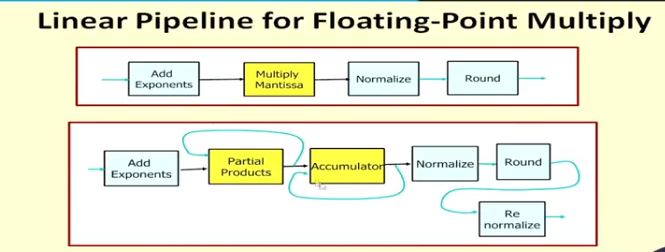 Linear Pipeline for Floating-Point Multiply
Add
Exponents
Multiply
Mantissa
Normalize
Round
Add
Exponents
Partial
Products
Accumulator
Normalize
Round
Re
normalize